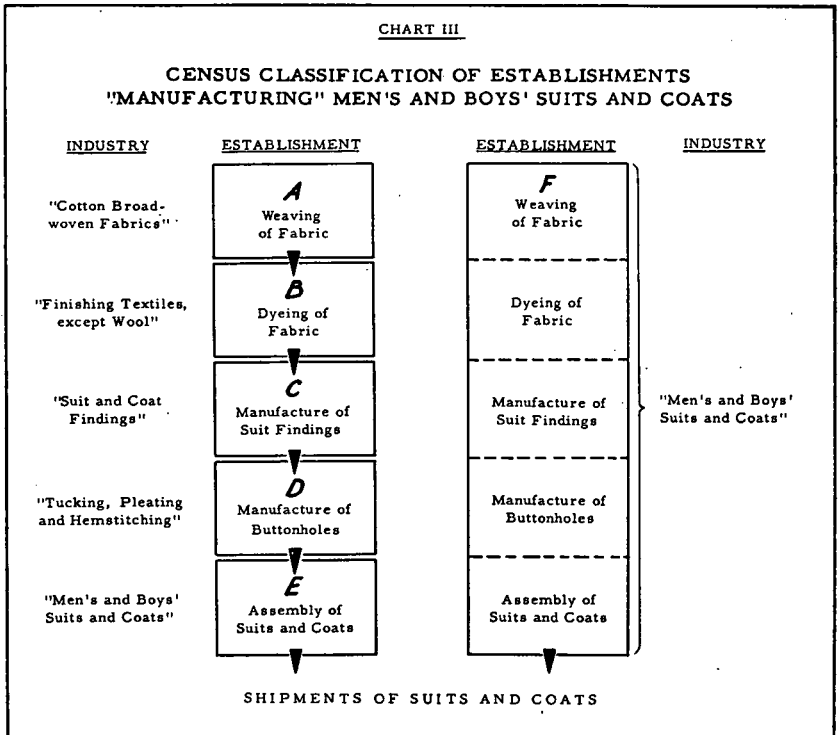 CHART III
CENSUS CLASSIFICATION OF ESTABLISHMENTS
"MANUFACTURING" MEN'S AND BOYS' SUITS AND COATS
INDUSTRY
ESTABLISHMENT
ESTABLISHMENT
INDUSTRY
"Cotton Broad-
woven Fabrics"
A
Weaving
of Fabric
"Finishing Textiles,
except Wool"
B
Dyeing of
Fabric
"Suit and Coat
Findings"
C
Manufacture of
Suit Findings
"Tucking, Pleating
and Hemstitching"
D
Manufacture of
Buttonholes
"Men's and Boys'
Suits and Coats"
E
Assembly of
Suits and Coats
F
Weaving
of Fabric
Dyeing of
Fabric
Manufacture of
Suit Findings
Manufacture of
Buttonholes
Assembly of
Suits and Coats
"Men's and Boys'
Suits and Coats"
SHIPMENTS OF SUITS AND COATS